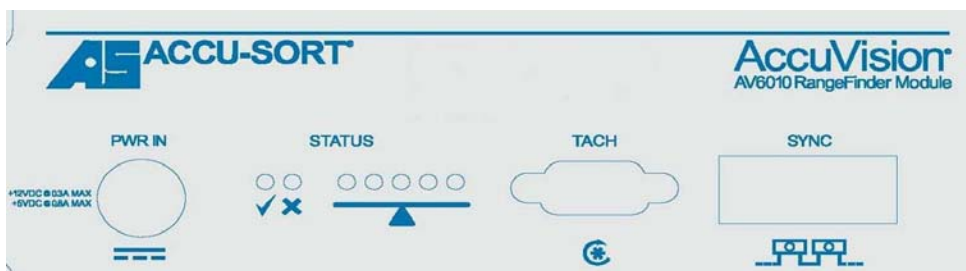 AS ACCU-SORT®
AccuVision®
AV6010 RangeFinder Module
PWR IN
STATUS
TACH
SYNC
+12VDC @ 0.3A MAX
+5VDC @ 0.8A MAX